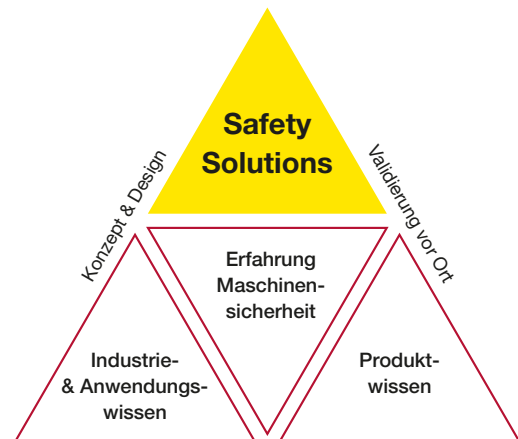 Safety
Solutions
Konzept & Design
Validierung vor Ort
Erfahrung
Maschinen-
sicherheit
Industrie-
& Anwendungs-
wissen
Produkt-
wissen